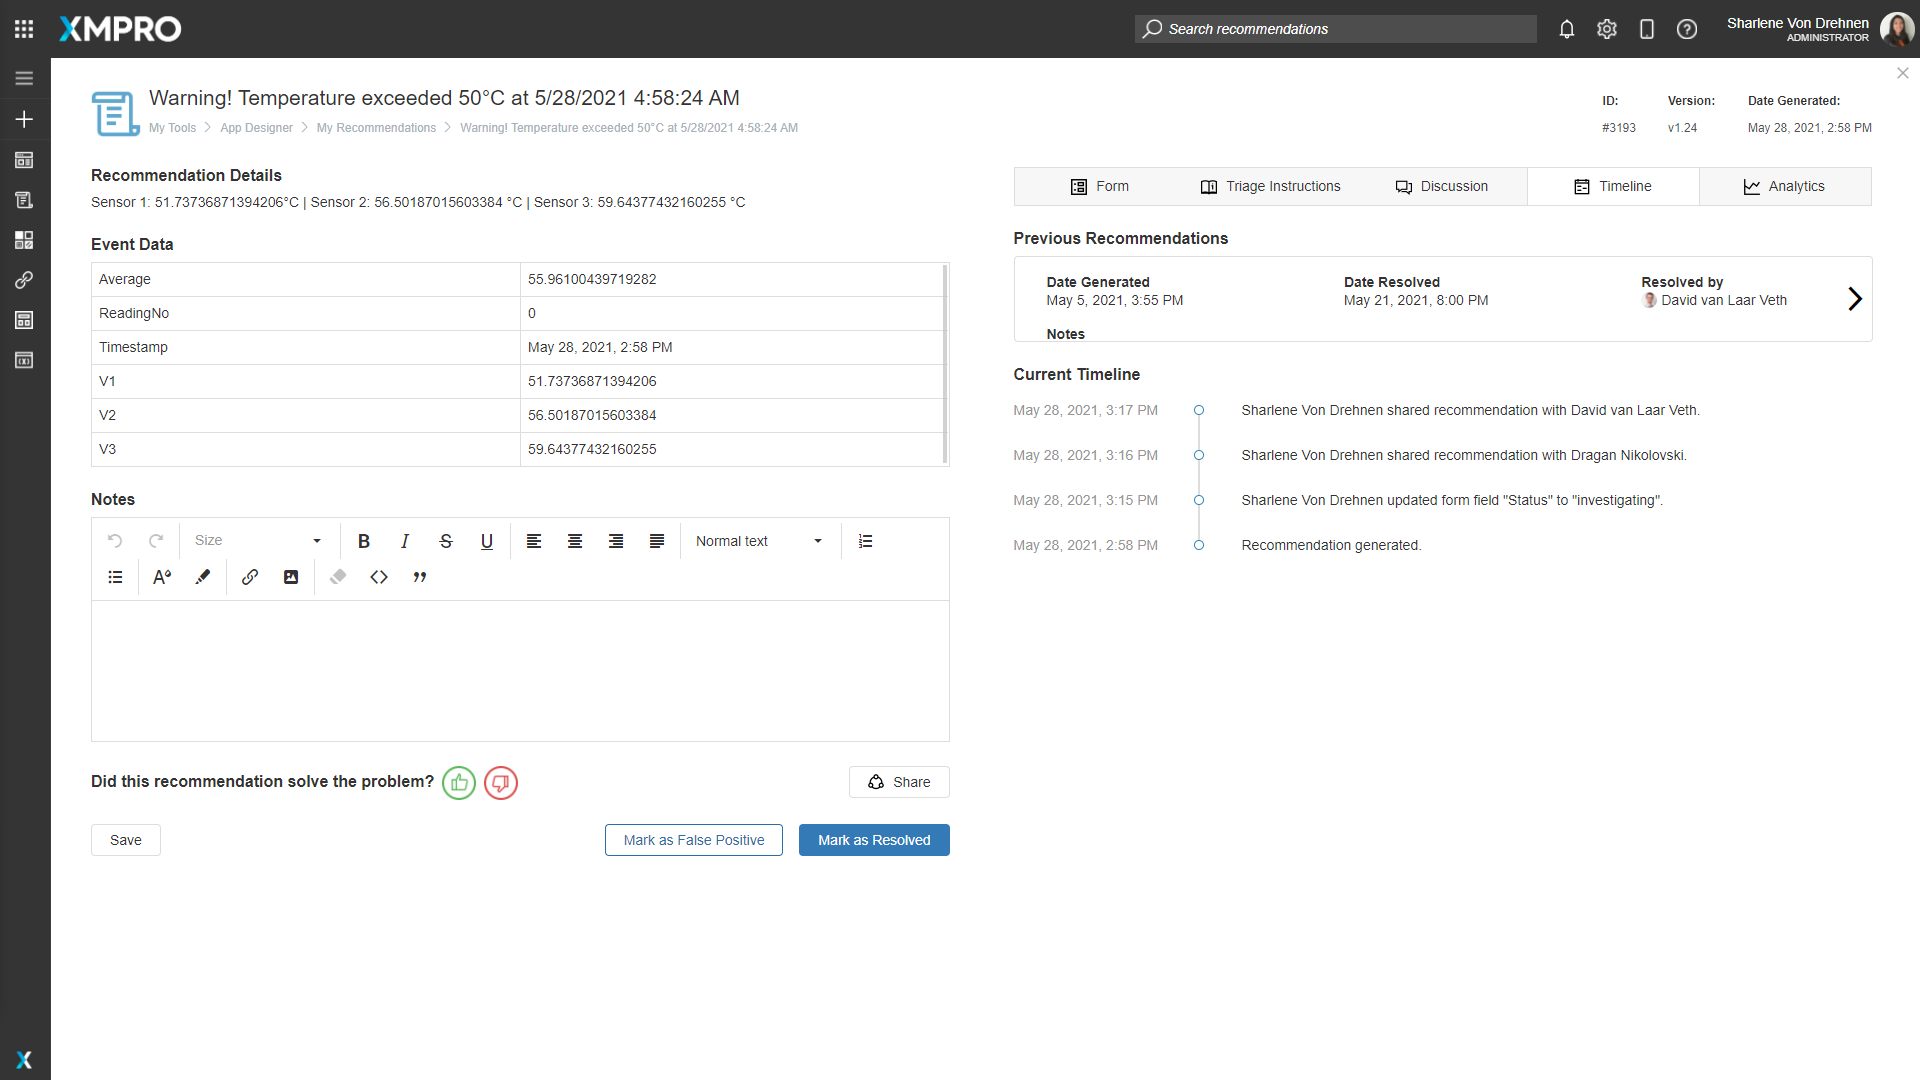 XMPRO
Search recommendations
Sharlene Von Drehnen
ADMINISTRATOR
Warning! Temperature exceeded 50°C at 5/28/2021 4:58:24 AM
My Tools > App Designer > My Recommendations > Warning! Temperature exceeded 50°C at 5/28/2021 4:58:24 AM
ID: Version: Date Generated:
#3193 v1.24 May 28, 2021, 2:58 PM
Recommendation Details
Sensor 1: 51.73736871394206°C | Sensor 2: 56.50187015603384 °C | Sensor 3: 59.64377432160255 °C
Event Data
Average 55.96100439719282
ReadingNo 0
Timestamp May 28, 2021, 2:58 PM
V1 51.73736871394206
V2 56.50187015603384
V3 59.64377432160255
Notes
Size
B I S U
Normal text
Did this recommendation solve the problem?
Share
Save
Mark as False Positive
Mark as Resolved
Form
Triage Instructions
Discussion
Timeline
Analytics
Previous Recommendations
Date Generated Date Resolved Resolved by
May 5, 2021, 3:55 PM May 21, 2021, 8:00 PM David van Laar Veth
Notes
Current Timeline
May 28, 2021, 3:17 PM Sharlene Von Drehnen shared recommendation with David van Laar Veth.
May 28, 2021, 3:16 PM Sharlene Von Drehnen shared recommendation with Dragan Nikolovski.
May 28, 2021, 3:15 PM Sharlene Von Drehnen updated form field "Status" to "investigating".
May 28, 2021, 2:58 PM Recommendation generated.